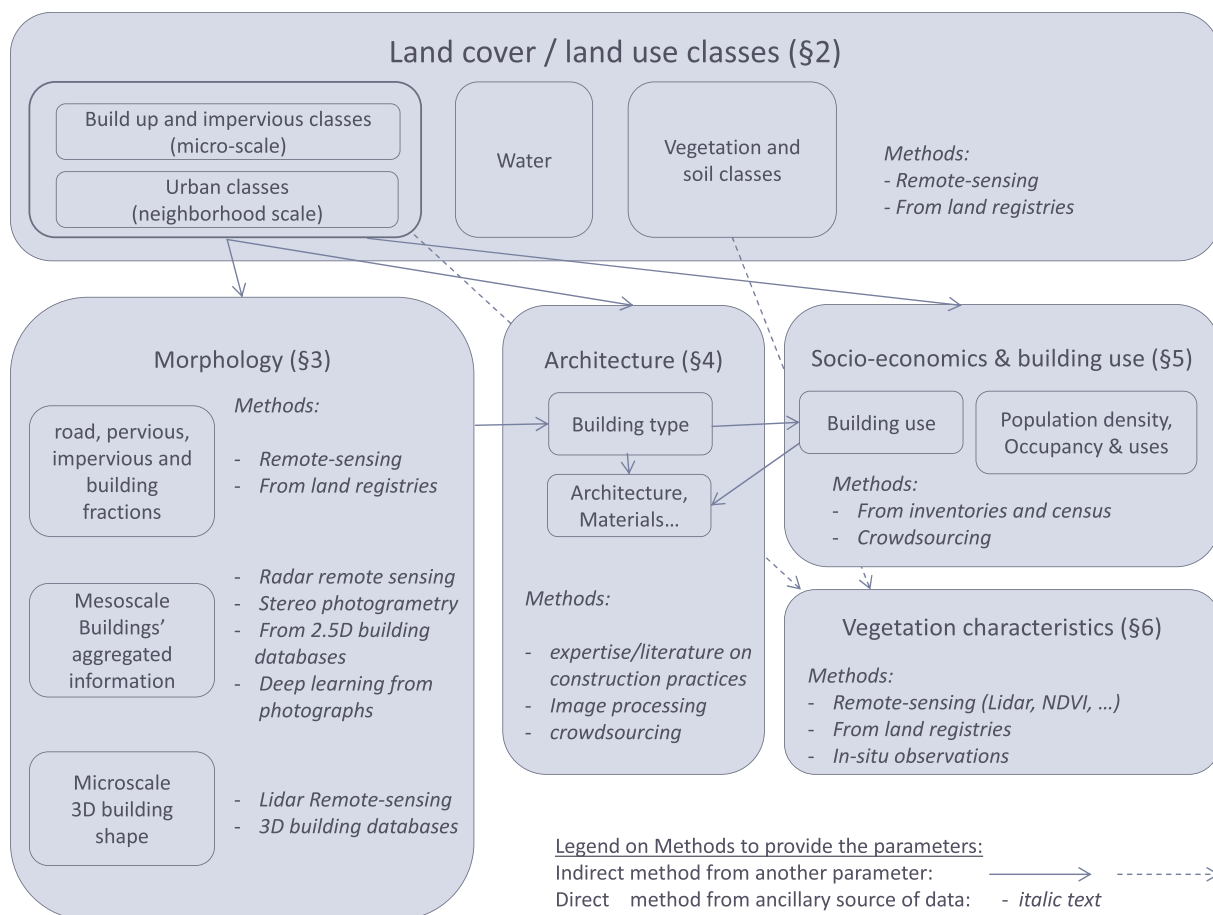 Land cover / land use classes (§2)
Build up and impervious classes
(micro-scale)
Urban classes
(neighborhood scale)
Water
Vegetation and
soil classes
Methods:
- Remote-sensing
- From land registries
Morphology (§3)
road, pervious,
impervious and
building
fractions
Methods:
- Remote-sensing
- From land registries
Mesoscale
Buildings’
aggregated
information
- Radar remote sensing
- Stereo photogrametry
- From 2.5D building
databases
- Deep learning from
photographs
Microscale
3D building
shape
- Lidar Remote-sensing
- 3D building databases
Architecture (§4)
Building type
Architecture,
Materials...
Methods:
- expertise/literature on
construction practices
- Image processing
- crowdsourcing
Socio-economics & building use (§5)
Building use
Population density,
Occupancy & uses
Methods:
- From inventories and census
- Crowdsourcing
Vegetation characteristics (§6)
Methods:
- Remote-sensing (Lidar, NDVI, ...)
- From land registries
- In-situ observations
Legend on Methods to provide the parameters:
Indirect method from another parameter:
Direct method from ancillary source of data: - italic text